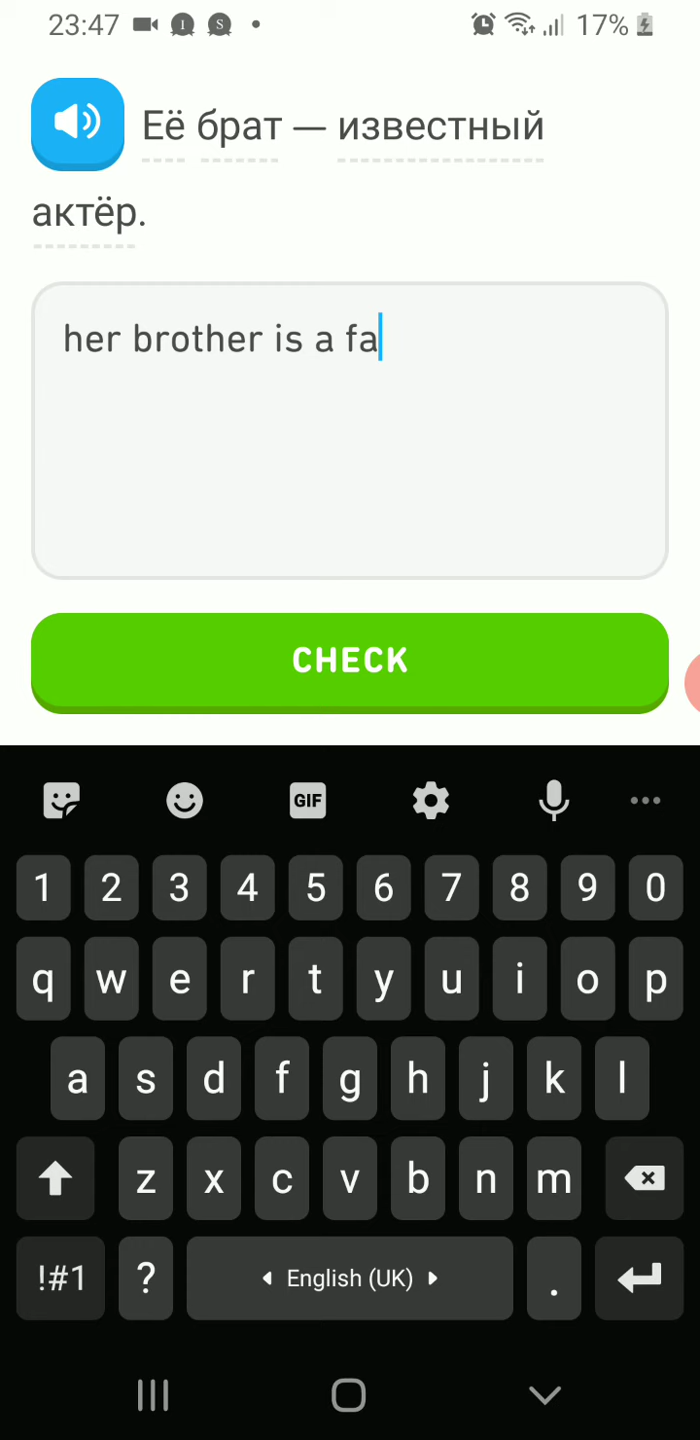 23:47 I S 17%
Её брат — известный
актёр.
her brother is a fa
CHECK
GIF
1 2 3 4 5 6 7 8 9 0
q w e r t y u i o p
a s d f g h j k l
z x c v b n m
!#1 ? English (UK) .